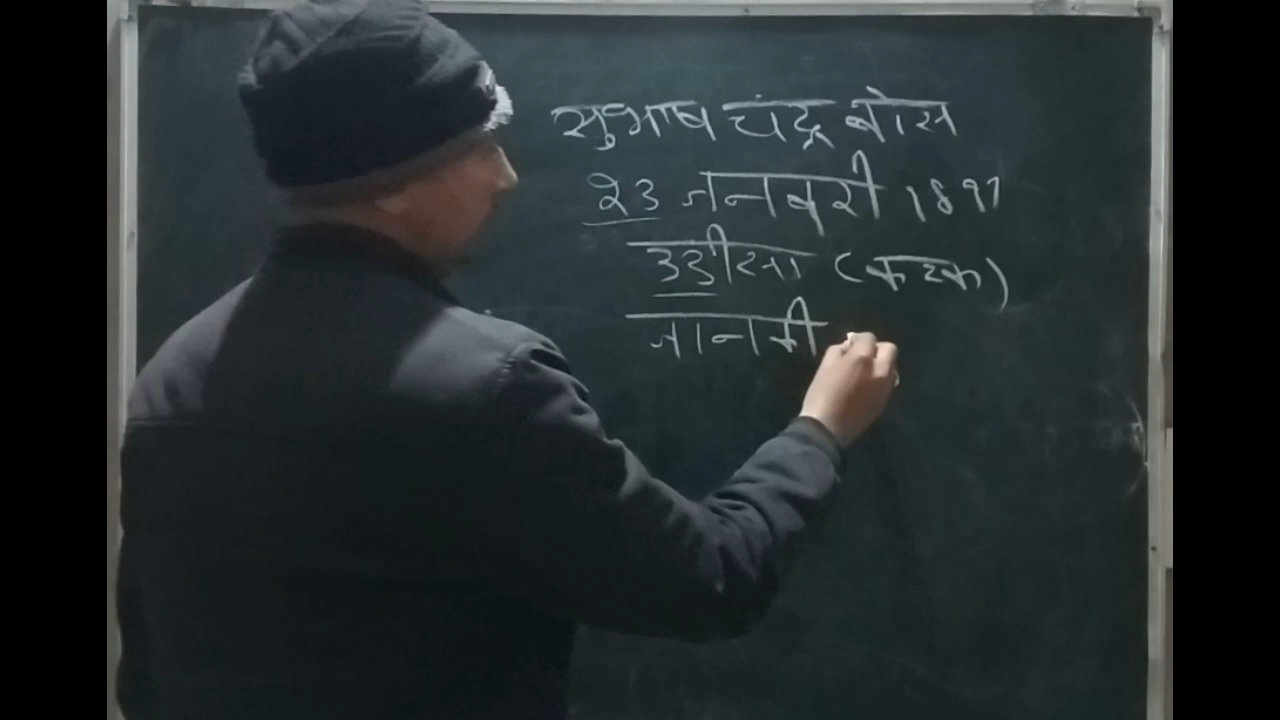 सुभाष चंद्र बोस
23 जनवरी 1897
उडीसा (कटक)
जानकी